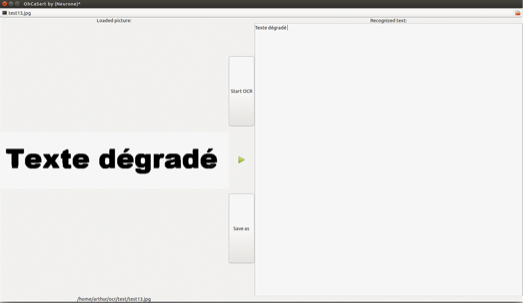 OhCaSert by (Neurone)*
test13.jpg
Loaded picture:
Recognized text:
Texte dégradé
Start OCR
Texte dégradé
Save as
/home/arthur/ocr/test/test13.jpg